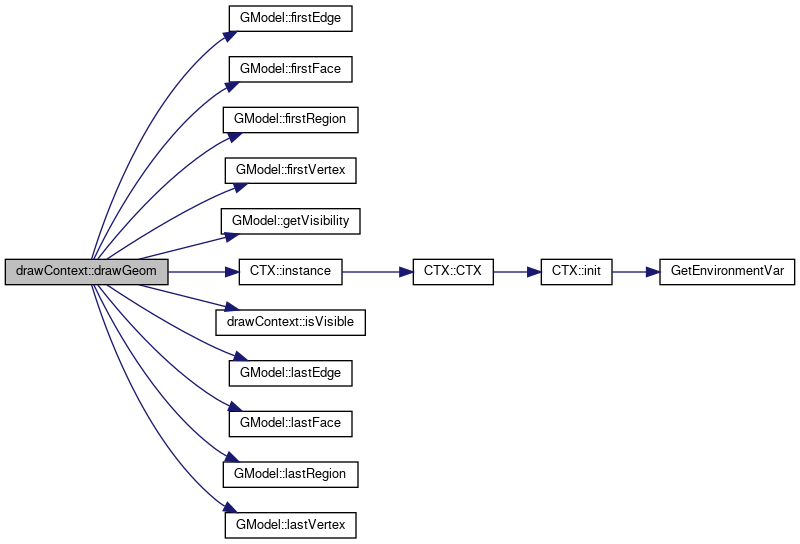 GModel::firstEdge
GModel::firstFace
GModel::firstRegion
GModel::firstVertex
GModel::getVisibility
drawContext::drawGeom
CTX::instance
CTX::CTX
CTX::init
GetEnvironmentVar
drawContext::isVisible
GModel::lastEdge
GModel::lastFace
GModel::lastRegion
GModel::lastVertex